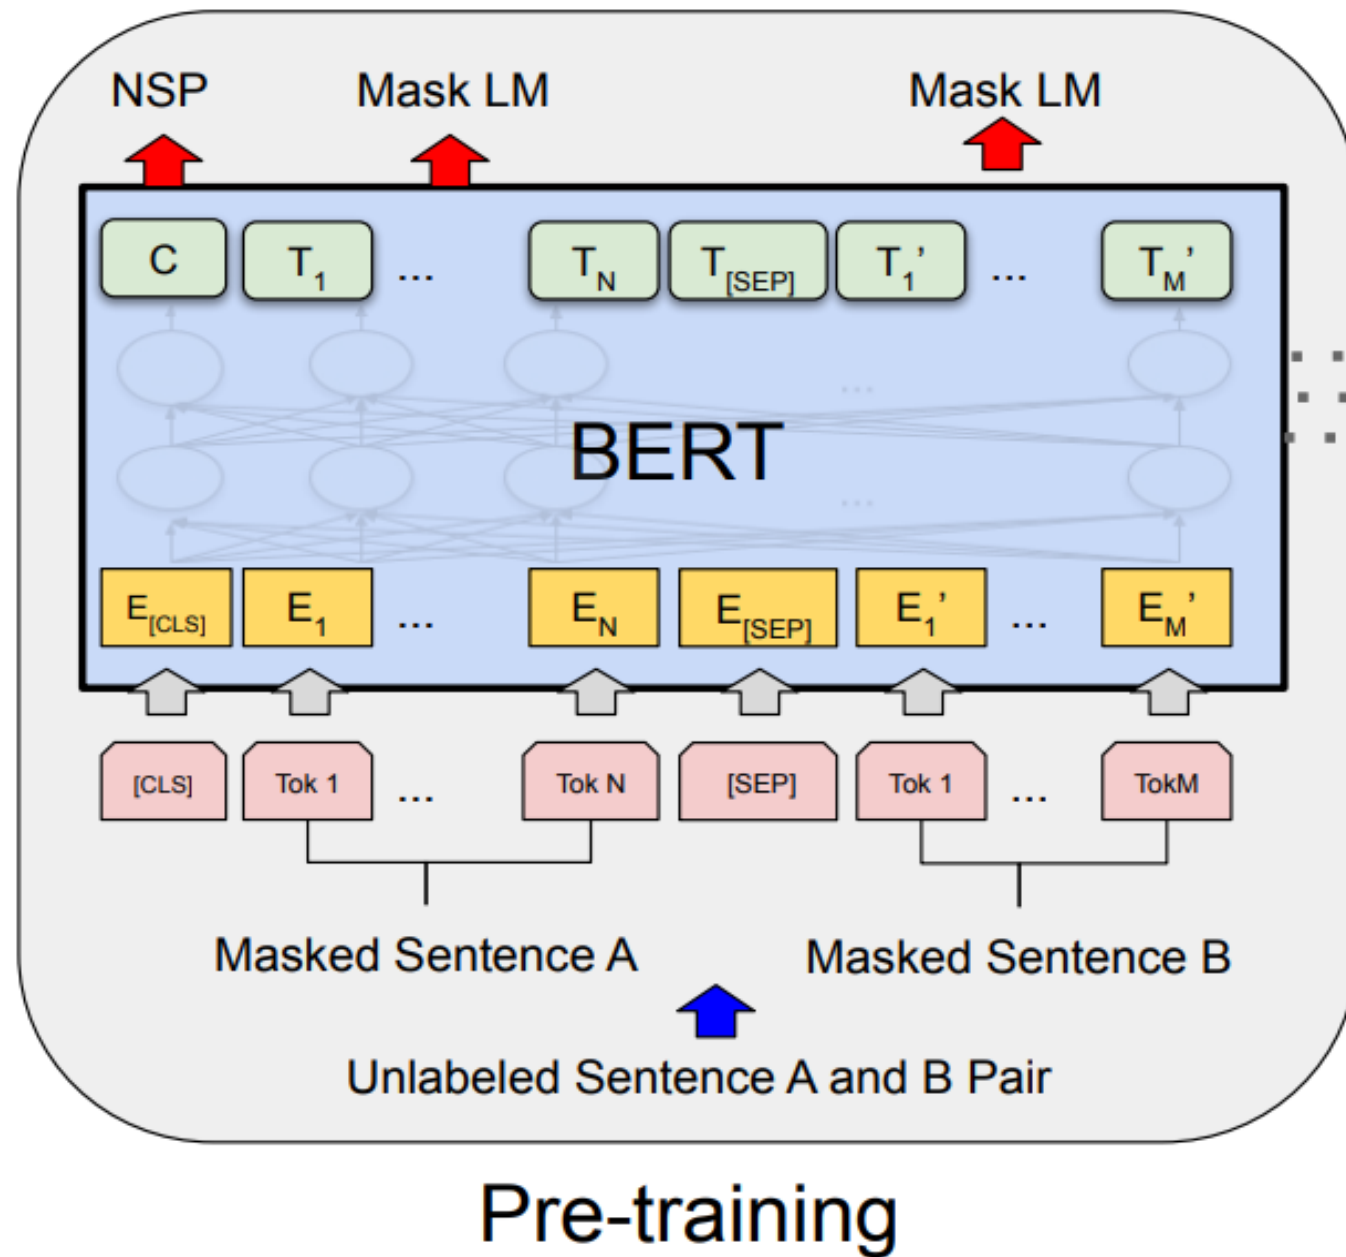 NSP Mask LM Mask LM
C T1 ... TN T[SEP] T1’ ... TM’
...
BERT
...
E[CLS] E1 ... EN E[SEP] E1’ ... EM’
[CLS] Tok 1 ... Tok N [SEP] Tok 1 ... TokM
Masked Sentence A Masked Sentence B
Unlabeled Sentence A and B Pair
Pre-training